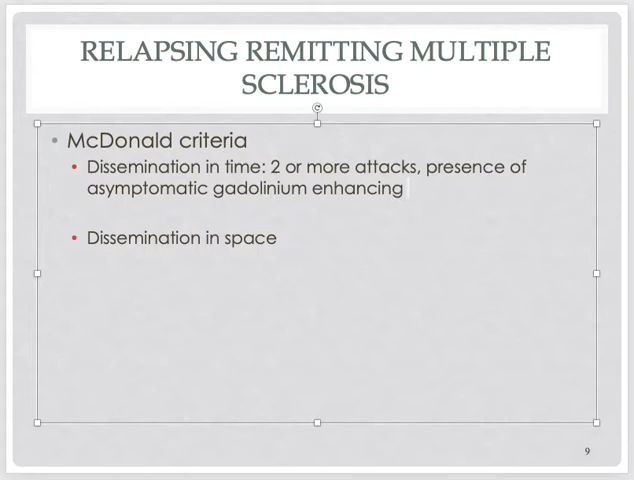 RELAPSING REMITTING MULTIPLE
SCLEROSIS
• McDonald criteria
• Dissemination in time: 2 or more attacks, presence of
asymptomatic gadolinium enhancing
• Dissemination in space
9